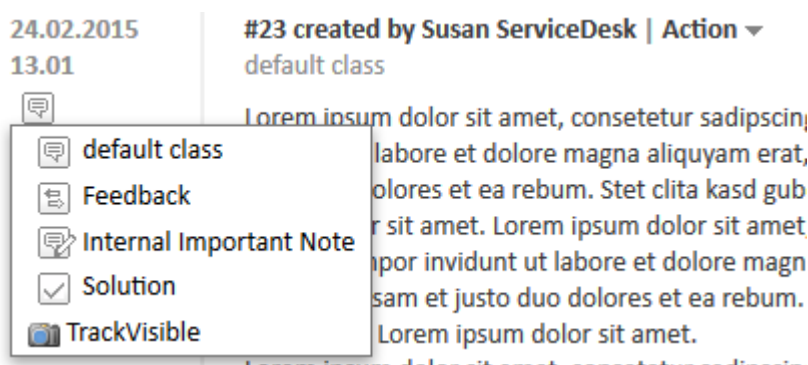 24.02.2015
13.01
#23 created by Susan ServiceDesk | Action
default class
Lorem ipsum dolor sit amet, consetetur sadipscing
labore et dolore magna aliquyam erat,
olores et ea rebum. Stet clita kasd gub
r sit amet. Lorem ipsum dolor sit amet,
por invidunt ut labore et dolore magn
sam et justo duo dolores et ea rebum.
Lorem ipsum dolor sit amet.
default class
Feedback
Internal Important Note
Solution
TrackVisible